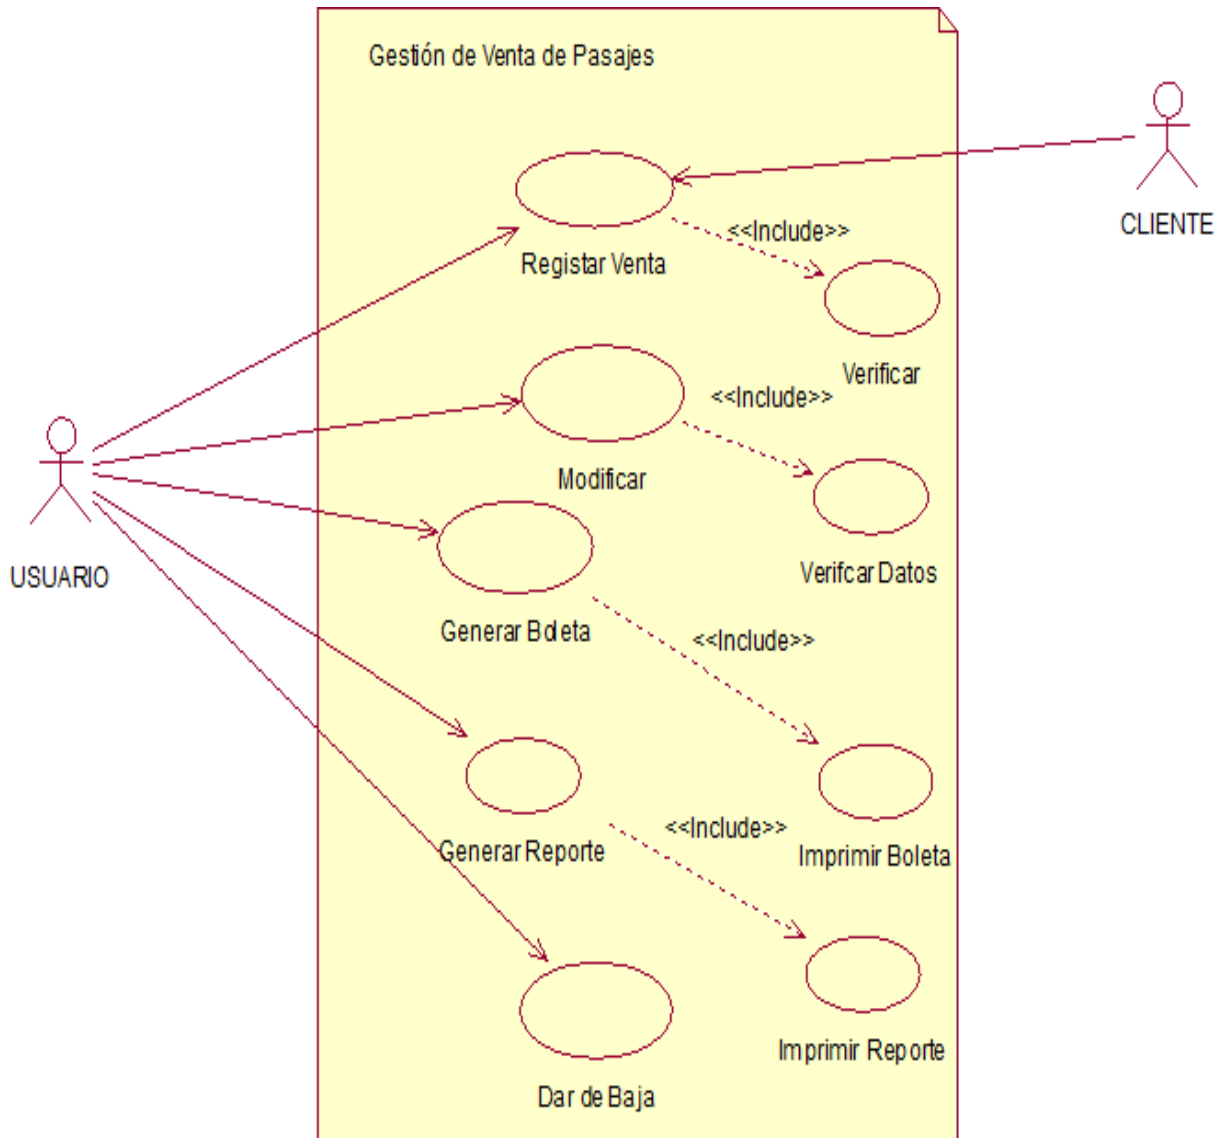 Gestión de Venta de Pasajes
CLIENTE
<<Include>>
Registar Venta
Verificar
<<Include>>
Modificar
USUARIO
Verifcar Datos
Generar Boleta
<<Include>>
<<Include>>
Generar Reporte
Imprimir Boleta
Imprimir Reporte
Dar de Baja